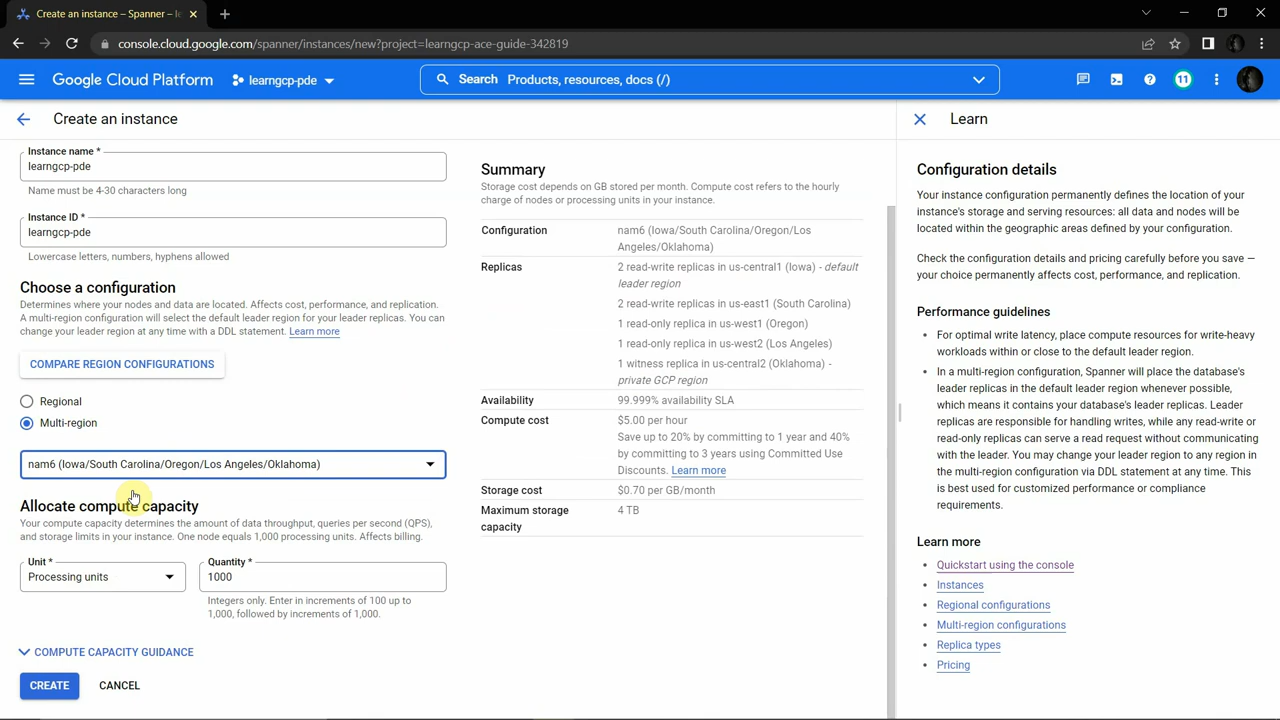 Create an instance – Spanner – le
console.cloud.google.com/spanner/instances/new?project=learngcp-ace-guide-342819
Google Cloud Platform
learngcp-pde
Search Products, resources, docs (/)
11
Create an instance
Instance name *
learngcp-pde
Name must be 4-30 characters long
Instance ID *
learngcp-pde
Lowercase letters, numbers, hyphens allowed
Choose a configuration
Determines where your nodes and data are located. Affects cost, performance, and replication.
A multi-region configuration will select the default leader region for your leader replicas. You can
change your leader region at any time with a DDL statement. Learn more
COMPARE REGION CONFIGURATIONS
Regional
Multi-region
nam6 (Iowa/South Carolina/Oregon/Los Angeles/Oklahoma)
Allocate compute capacity
Your compute capacity determines the amount of data throughput, queries per second (QPS),
and storage limits in your instance. One node equals 1,000 processing units. Affects billing.
Unit *
Processing units
Quantity *
1000
Integers only. Enter in increments of 100 up to
1,000, followed by increments of 1,000.
COMPUTE CAPACITY GUIDANCE
CREATE
CANCEL
Summary
Storage cost depends on GB stored per month. Compute cost refers to the hourly
charge of nodes or processing units in your instance.
Configuration
nam6 (Iowa/South Carolina/Oregon/Los
Angeles/Oklahoma)
Replicas
2 read-write replicas in us-central1 (Iowa) - default
leader region
2 read-write replicas in us-east1 (South Carolina)
1 read-only replica in us-west1 (Oregon)
1 read-only replica in us-west2 (Los Angeles)
1 witness replica in us-central2 (Oklahoma) -
private GCP region
Availability
99.999% availability SLA
Compute cost
$5.00 per hour
Save up to 20% by committing to 1 year and 40%
by committing to 3 years using Committed Use
Discounts. Learn more
Storage cost
$0.70 per GB/month
Maximum storage
capacity
4 TB
Learn
Configuration details
Your instance configuration permanently defines the location of your
instance's storage and serving resources: all data and nodes will be
located within the geographic areas defined by your configuration.
Check the configuration details and pricing carefully before you save —
your choice permanently affects cost, performance, and replication.
Performance guidelines
For optimal write latency, place compute resources for write-heavy
workloads within or close to the default leader region.
In a multi-region configuration, Spanner will place the database's
leader replicas in the default leader region whenever possible,
which means it contains your database's leader replicas. Leader
replicas are responsible for handling writes, while any read-write or
read-only replicas can serve a read request without communicating
with the leader. You may change your leader region to any region in
the multi-region configuration via DDL statement at any time. This
is best used for customized performance or compliance
requirements.
Learn more
Quickstart using the console
Instances
Regional configurations
Multi-region configurations
Replica types
Pricing